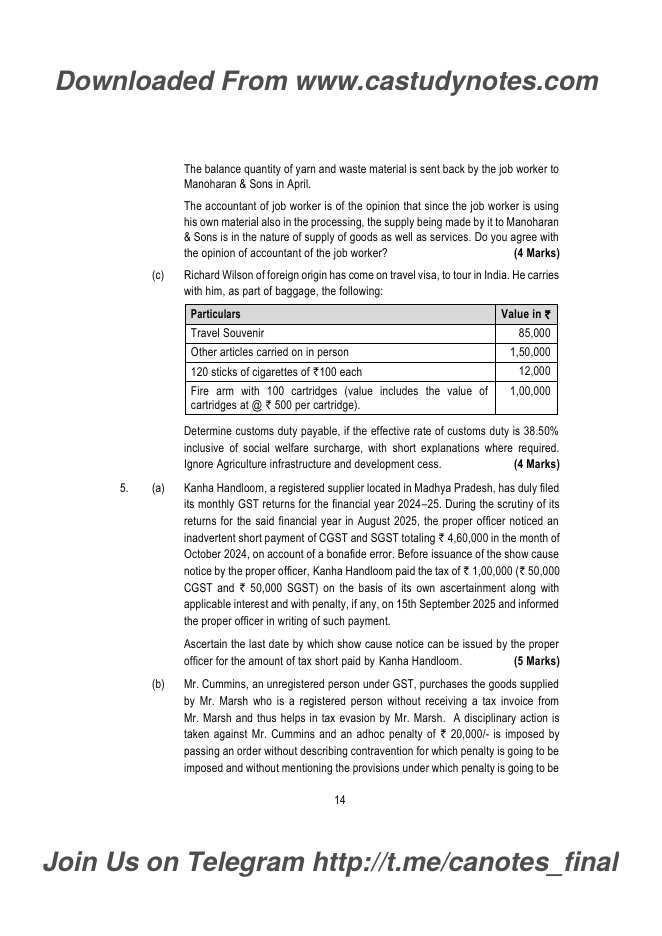 Downloaded From www.castudynotes.com
The balance quantity of yarn and waste material is sent back by the job worker to
Manoharan & Sons in April.
The accountant of job worker is of the opinion that since the job worker is using
his own material also in the processing, the supply being made by it to Manoharan
& Sons is in the nature of supply of goods as well as services. Do you agree with
the opinion of accountant of the job worker? (4 Marks)
(c) Richard Wilson of foreign origin has come on travel visa, to tour in India. He carries
with him, as part of baggage, the following:
Particulars Value in ₹
Travel Souvenir 85,000
Other articles carried on in person 1,50,000
120 sticks of cigarettes of ₹100 each 12,000
Fire arm with 100 cartridges (value includes the value of 1,00,000
cartridges at @ ₹ 500 per cartridge).
Determine customs duty payable, if the effective rate of customs duty is 38.50%
inclusive of social welfare surcharge, with short explanations where required.
Ignore Agriculture infrastructure and development cess. (4 Marks)
5. (a) Kanha Handloom, a registered supplier located in Madhya Pradesh, has duly filed
its monthly GST returns for the financial year 2024–25. During the scrutiny of its
returns for the said financial year in August 2025, the proper officer noticed an
inadvertent short payment of CGST and SGST totaling ₹ 4,60,000 in the month of
October 2024, on account of a bonafide error. Before issuance of the show cause
notice by the proper officer, Kanha Handloom paid the tax of ₹ 1,00,000 (₹ 50,000
CGST and ₹ 50,000 SGST) on the basis of its own ascertainment along with
applicable interest and with penalty, if any, on 15th September 2025 and informed
the proper officer in writing of such payment.
Ascertain the last date by which show cause notice can be issued by the proper
officer for the amount of tax short paid by Kanha Handloom. (5 Marks)
(b) Mr. Cummins, an unregistered person under GST, purchases the goods supplied
by Mr. Marsh who is a registered person without receiving a tax invoice from
Mr. Marsh and thus helps in tax evasion by Mr. Marsh. A disciplinary action is
taken against Mr. Cummins and an adhoc penalty of ₹ 20,000/- is imposed by
passing an order without describing contravention for which penalty is going to be
imposed and without mentioning the provisions under which penalty is going to be
14
Join Us on Telegram http://t.me/canotes_final